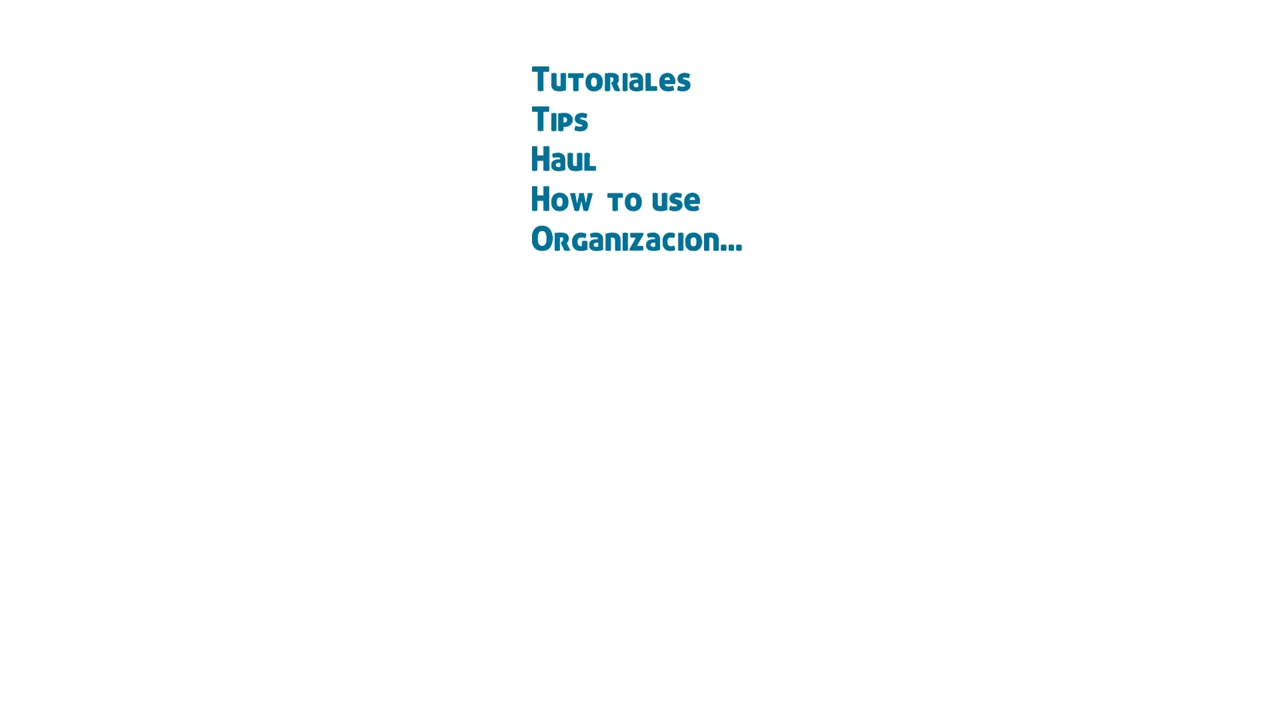 Tutoriales
Tips
Haul
How to use
Organizacion...